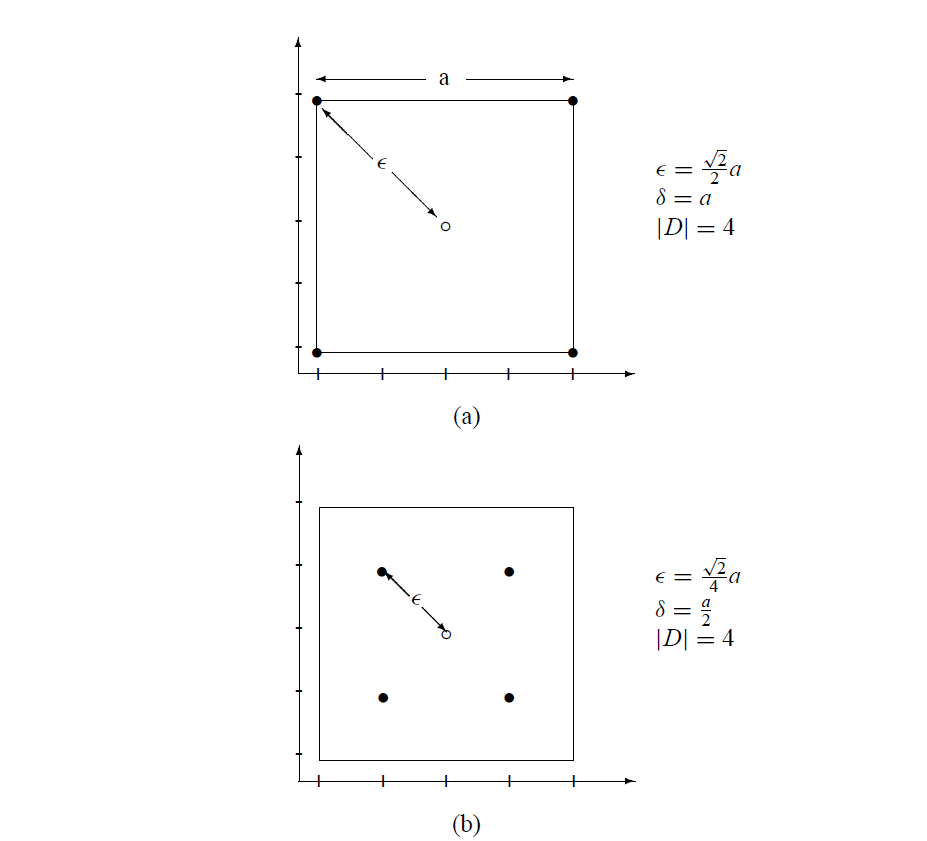 a
ϵ
ϵ = √2/2 a
δ = a
|D| = 4
(a)
ϵ
ϵ = √2/4 a
δ = a/2
|D| = 4
(b)